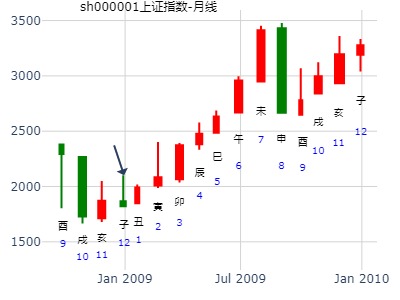 sh000001上证指数-月线
3500
3000
2500
2000
1500
酉
9
戌
10
亥
11
子
12
丑
1
寅
2
卯
3
辰
4
巳
5
午
6
未
7
申
8
酉
9
戌
10
亥
11
子
12
Jan 2009
Jul 2009
Jan 2010